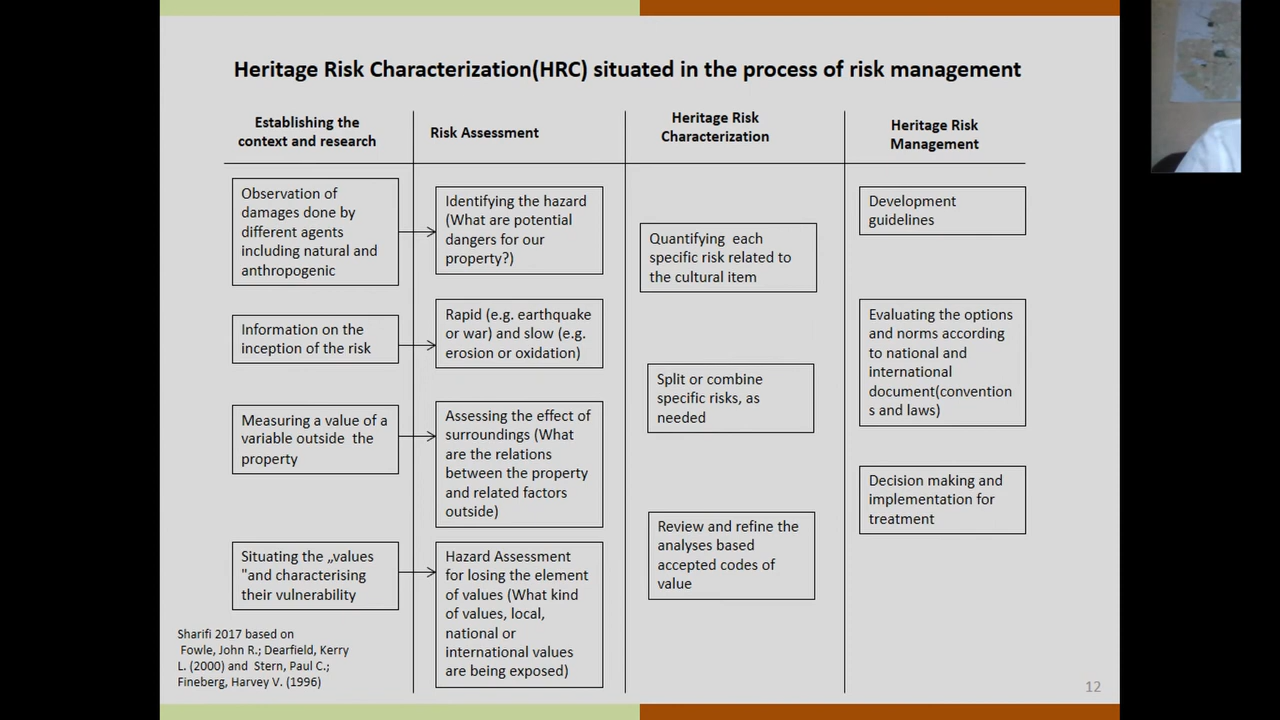 Heritage Risk Characterization(HRC) situated in the process of risk management
Establishing the
context and research
Risk Assessment
Heritage Risk
Characterization
Heritage Risk
Management
Observation of
damages done by
different agents
including natural and
anthropogenic
Information on the
inception of the risk
Measuring a value of a
variable outside the
property
Situating the „values
"and characterising
their vulnerability
Identifying the hazard
(What are potential
dangers for our
property?)
Rapid (e.g. earthquake
or war) and slow (e.g.
erosion or oxidation)
Assessing the effect of
surroundings (What
are the relations
between the property
and related factors
outside)
Hazard Assessment
for losing the element
of values (What kind
of values, local,
national or
international values
are being exposed)
Quantifying each
specific risk related to
the cultural item
Split or combine
specific risks, as
needed
Review and refine the
analyses based
accepted codes of
value
Development
guidelines
Evaluating the options
and norms according
to national and
international
document(convention
s and laws)
Decision making and
implementation for
treatment
Sharifi 2017 based on
Fowle, John R.; Dearfield, Kerry
L. (2000) and Stern, Paul C.;
Fineberg, Harvey V. (1996)
12